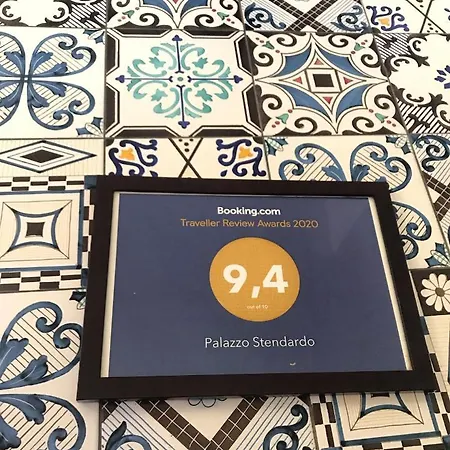 Booking.com
Traveller Review Awards 2020
9,4
out of 10
Palazzo Stendardo